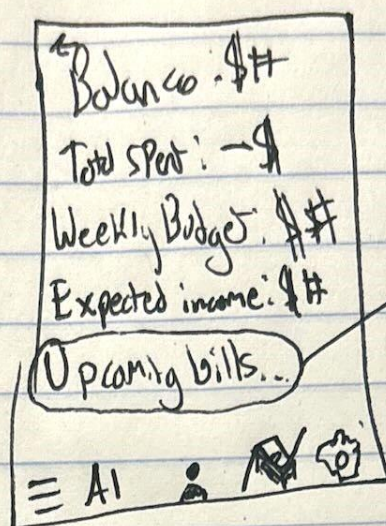 Balance: $#
Total spent: -$
Weekly Budget: $#
Expected income: $#
Upcoming bills...
AI